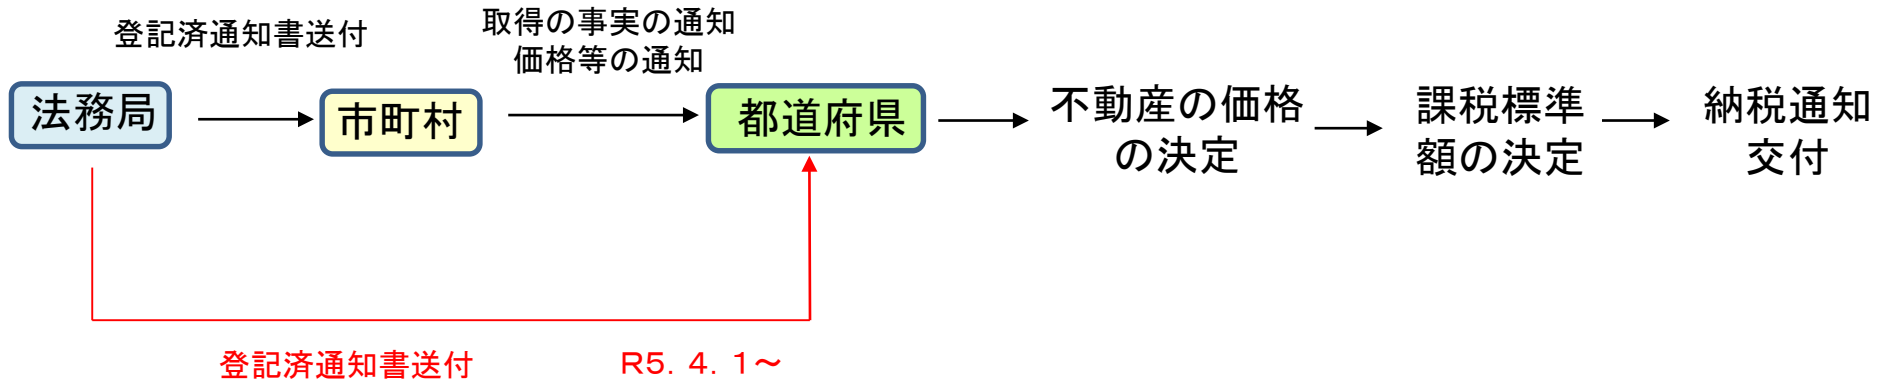 登記済通知書送付
取得の事実の通知
価格等の通知
法務局
市町村
都道府県
不動産の価格
の決定
課税標準
額の決定
納税通知
交付
登記済通知書送付
R5．4．1～